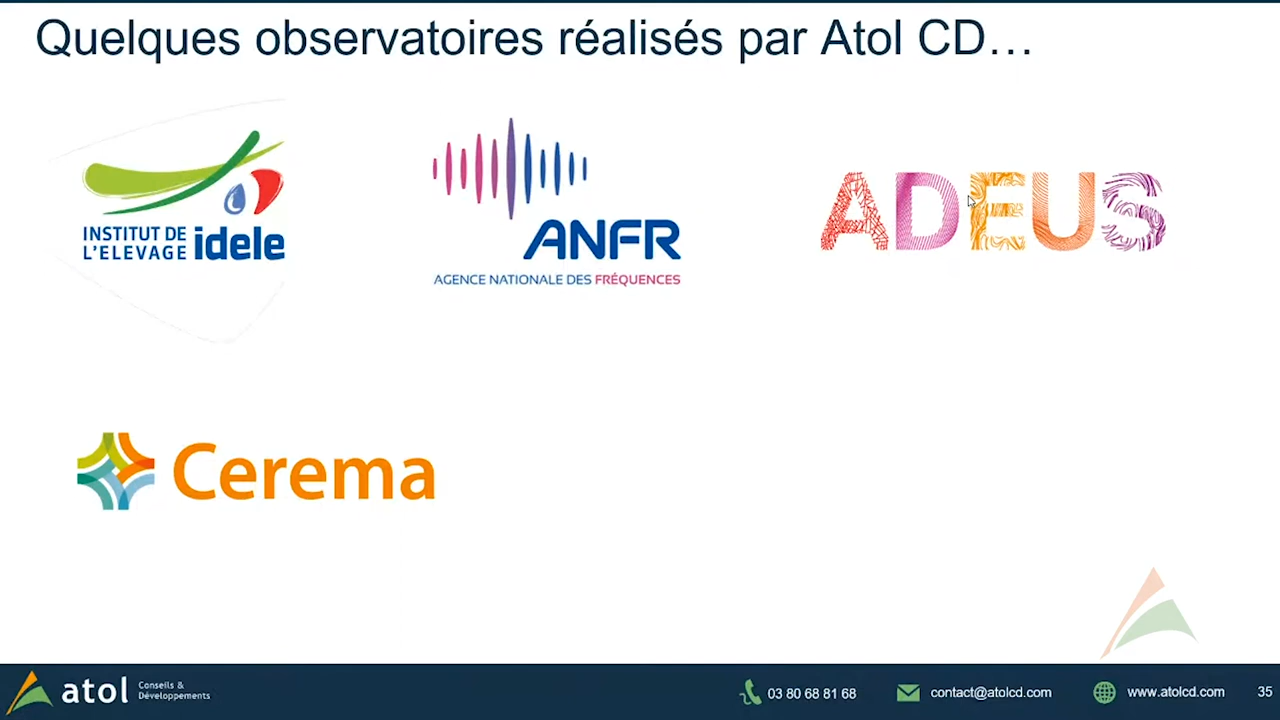 Quelques observatoires réalisés par Atol CD…
INSTITUT DE
L'ELEVAGE idele
ANFR
AGENCE NATIONALE DES FRÉQUENCES
ADEUS
Cerema
atol
Conseils &
Développements
03 80 68 81 68
contact@atolcd.com
www.atolcd.com
35